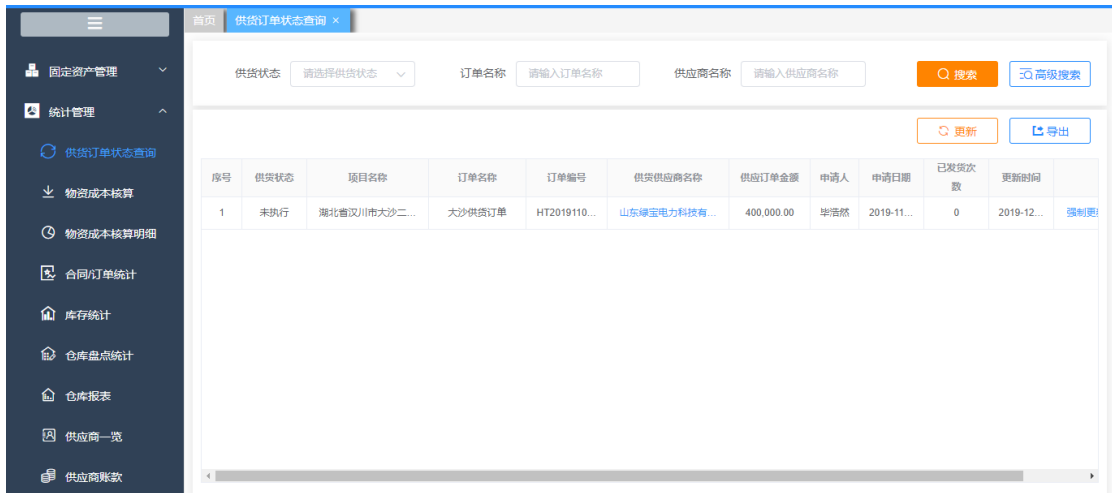 首页
供货订单状态查询 ×
固定资产管理
统计管理
供货订单状态查询
物资成本核算
物资成本核算明细
合同/订单统计
库存统计
仓库盘点统计
仓库报表
供应商一览
供应商账款
供货状态 请选择供货状态 订单名称 请输入订单名称 供应商名称 请输入供应商名称 搜索 高级搜索
更新 导出
序号 供货状态 项目名称 订单名称 订单编号 供货供应商名称 供应订单金额 申请人 申请日期 已发货次数 更新时间
1 未执行 湖北省汉川市大沙二... 大沙供货订单 HT2019110... 山东缘宝电力科技有... 400,000.00 毕浩然 2019-11... 0 2019-12... 强制更